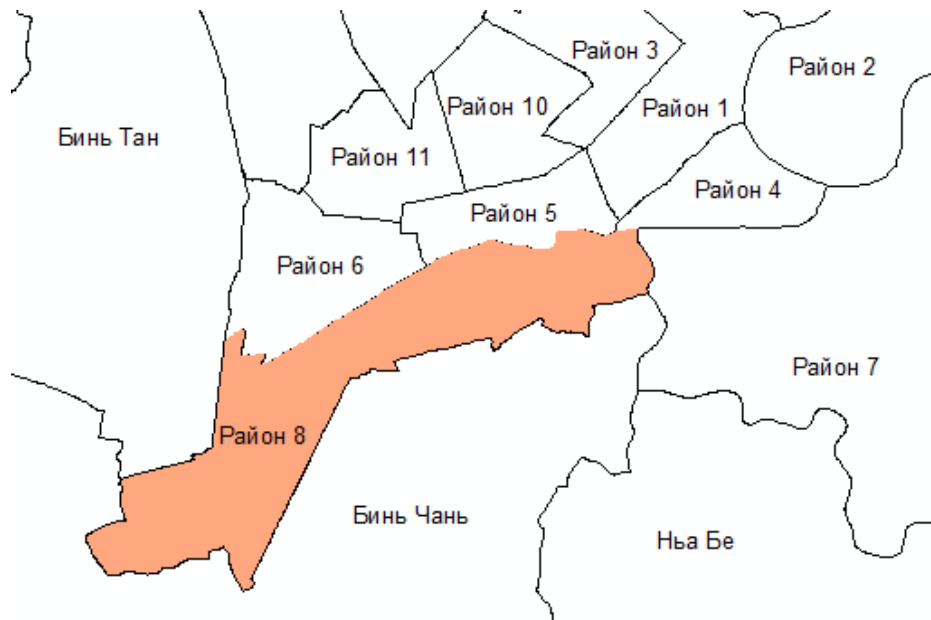 Район 3
Район 2
Район 10
Район 1
Бинь Тан
Район 11
Район 4
Район 5
Район 6
Район 7
Район 8
Бинь Чань
Ньа Бе